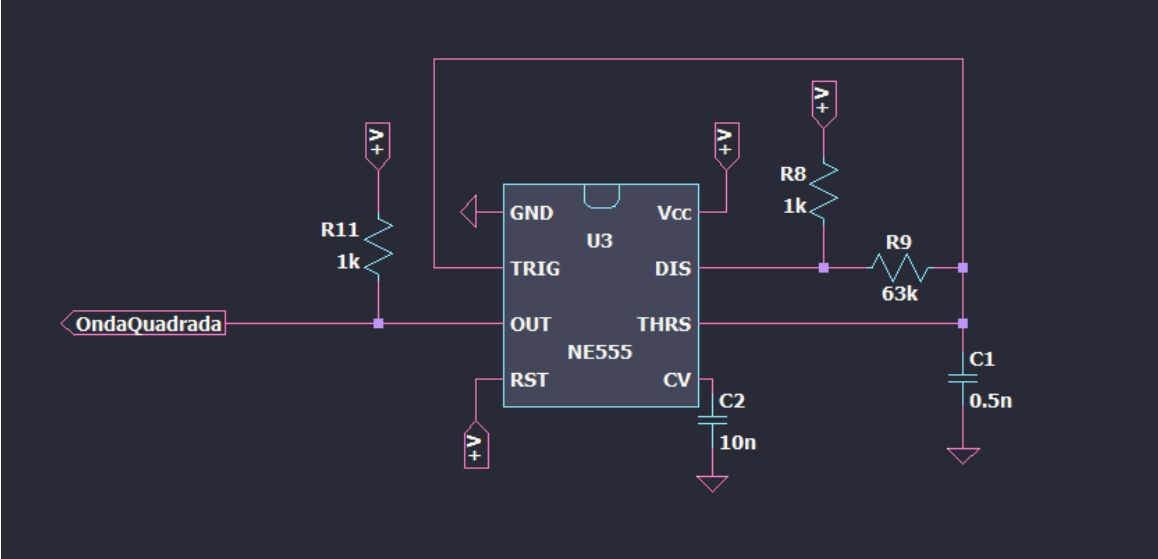 +V
+V
+V
R8
1k
GND
Vcc
R11
1k
U3
R9
TRIG
DIS
63k
OndaQuadrada
OUT
THRS
NE555
C1
RST
CV
C2
0.5n
+V
10n